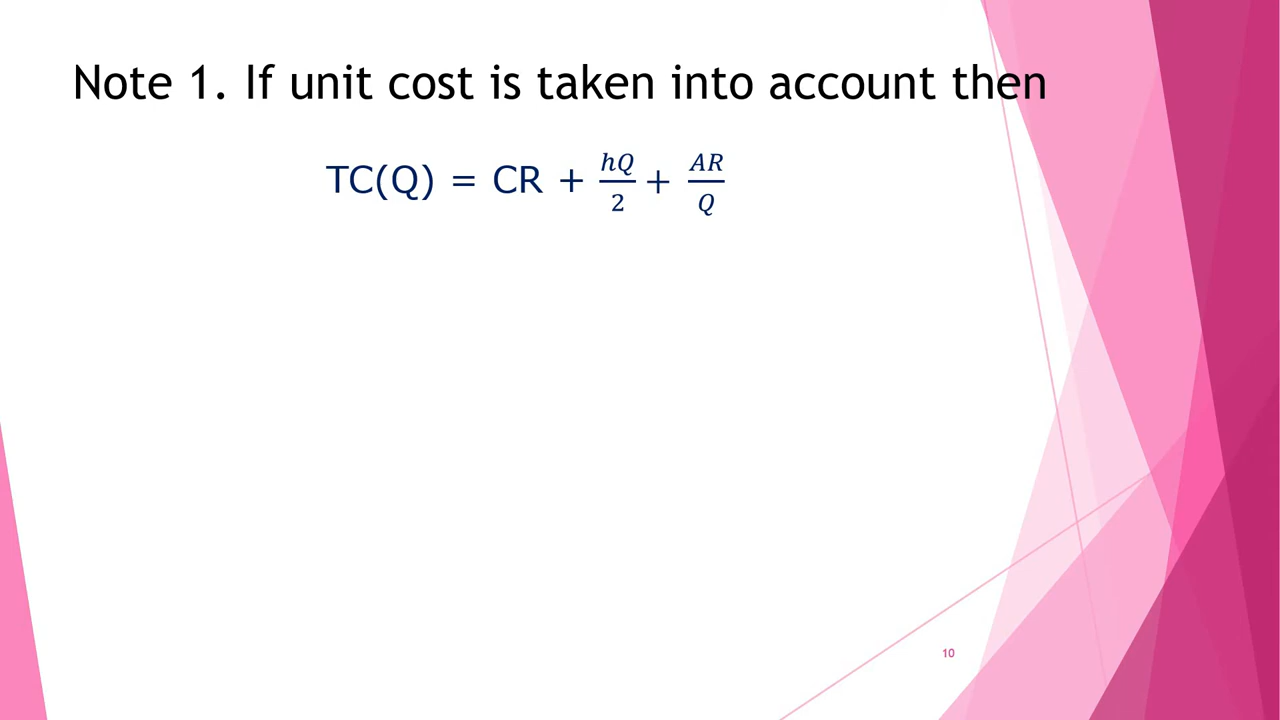 Note 1. If unit cost is taken into account then
TC(Q) = CR + hQ/2 + AR/Q
10